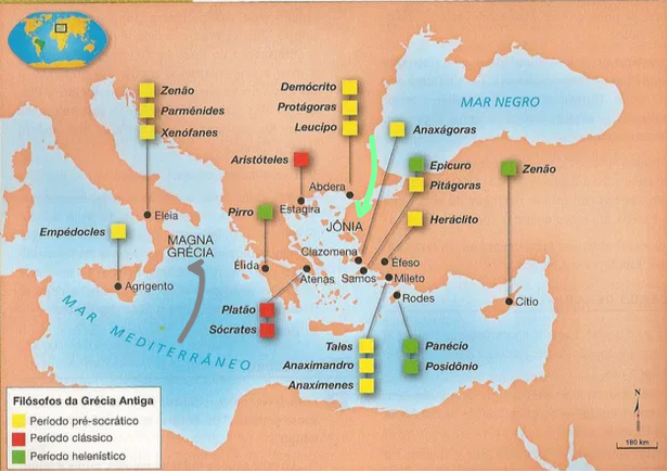 Zenão
Parmênides
Xenófanes
Demócrito
Protágoras
Leucipo
MAR NEGRO
Anaxágoras
Aristóteles
Epicuro
Pitágoras
Zenão
Abdera
Estagira
Pirro
Eleia
Heráclito
JÔNIA
Empédocles
MAGNA
GRÉCIA
Clazomena
Éfeso
Élida
Atenas
Samos
Mileto
Agrigento
Rodes
Cítio
MAR MEDITERRÂNEO
Platão
Sócrates
Tales
Anaximandro
Anaxímenes
Panécio
Posidônio
Filósofos da Grécia Antiga
Período pré-socrático
Período clássico
Período helenístico
N
180 km